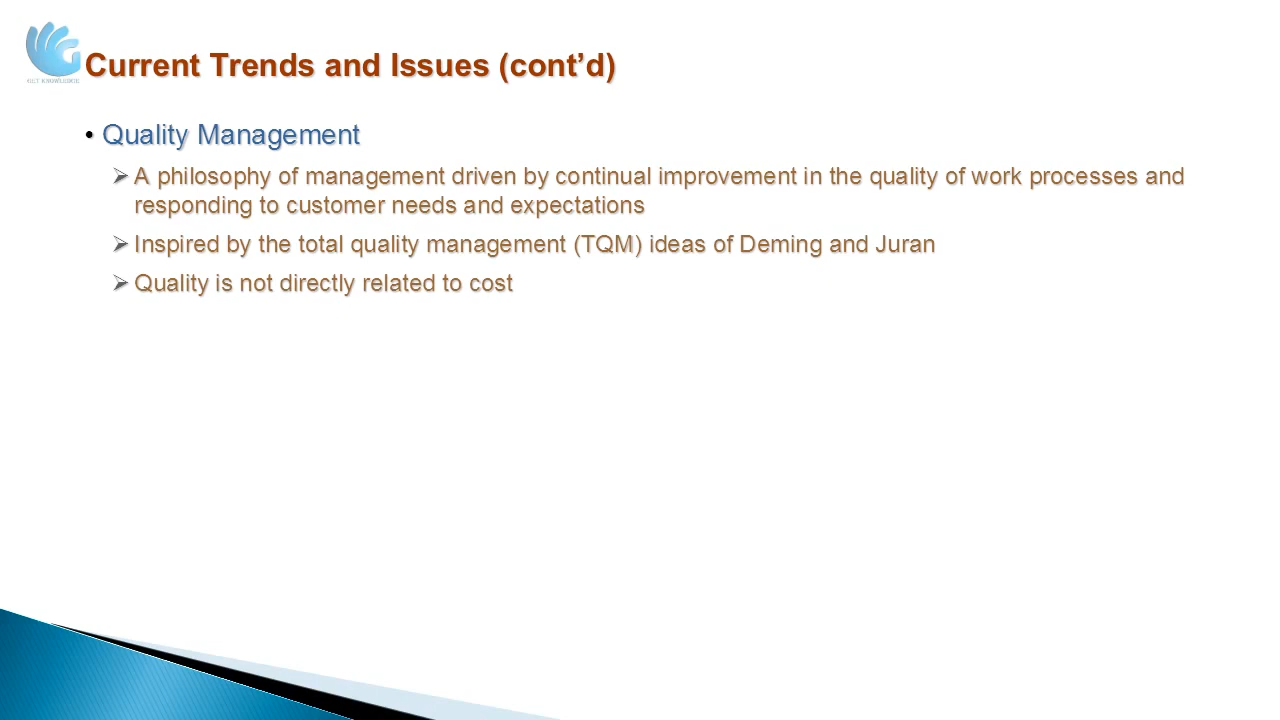 GET KNOWLEDGE
Current Trends and Issues (cont’d)
• Quality Management
➢ A philosophy of management driven by continual improvement in the quality of work processes and
responding to customer needs and expectations
➢ Inspired by the total quality management (TQM) ideas of Deming and Juran
➢ Quality is not directly related to cost